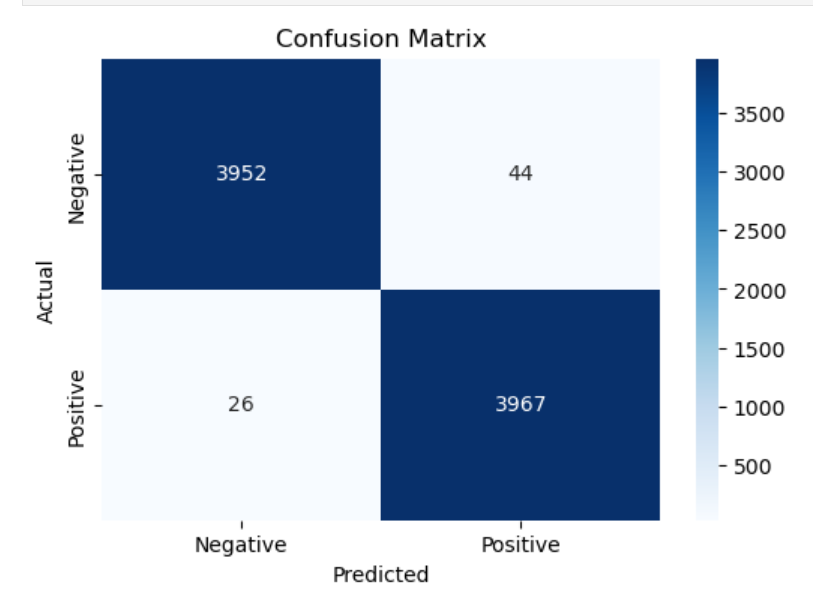 Confusion Matrix
Negative
3952
44
Actual
Positive
26
3967
Negative
Positive
Predicted
3500
3000
2500
2000
1500
1000
500